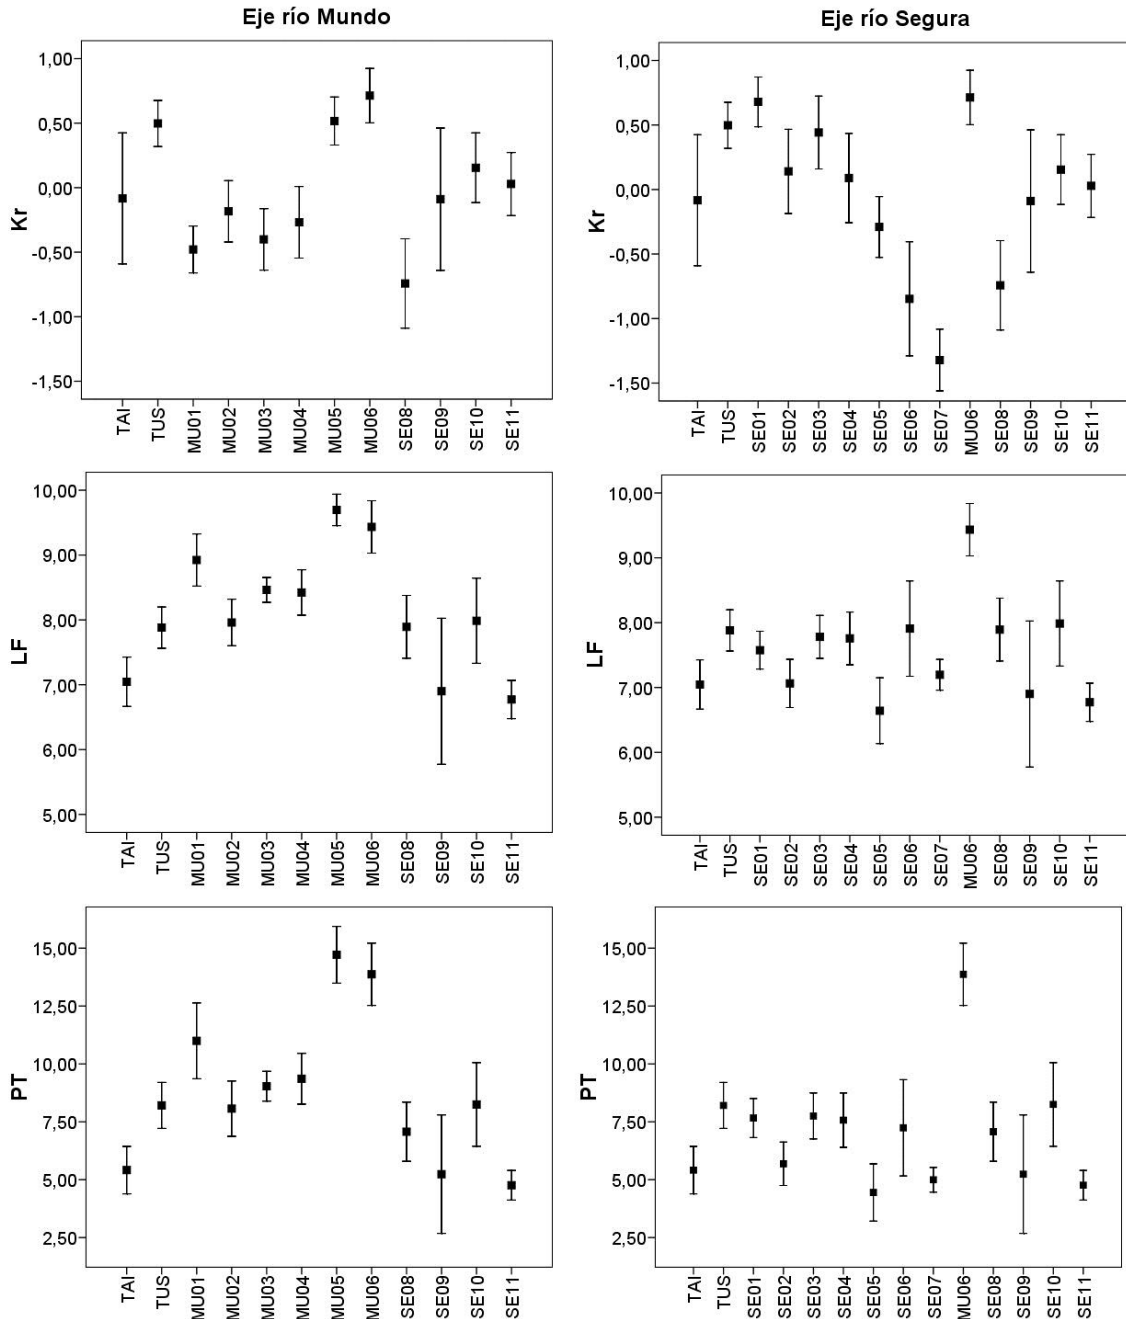 Eje río Mundo
Kr
1,00
0,50
0,00
-0,50
-1,00
-1,50
TAI TUS MU01 MU02 MU03 MU04 MU05 MU06 SE08 SE09 SE10 SE11
Eje río Segura
Kr
1,00
0,50
0,00
-0,50
-1,00
-1,50
TAI TUS SE01 SE02 SE03 SE04 SE05 SE06 SE07 MU06 SE08 SE09 SE10 SE11
LF
10,00
9,00
8,00
7,00
6,00
5,00
TAI TUS MU01 MU02 MU03 MU04 MU05 MU06 SE08 SE09 SE10 SE11
LF
10,00
9,00
8,00
7,00
6,00
5,00
TAI TUS SE01 SE02 SE03 SE04 SE05 SE06 SE07 MU06 SE08 SE09 SE10 SE11
PT
15,00
12,50
10,00
7,50
5,00
2,50
TAI TUS MU01 MU02 MU03 MU04 MU05 MU06 SE08 SE09 SE10 SE11
PT
15,00
12,50
10,00
7,50
5,00
2,50
TAI TUS SE01 SE02 SE03 SE04 SE05 SE06 SE07 MU06 SE08 SE09 SE10 SE11